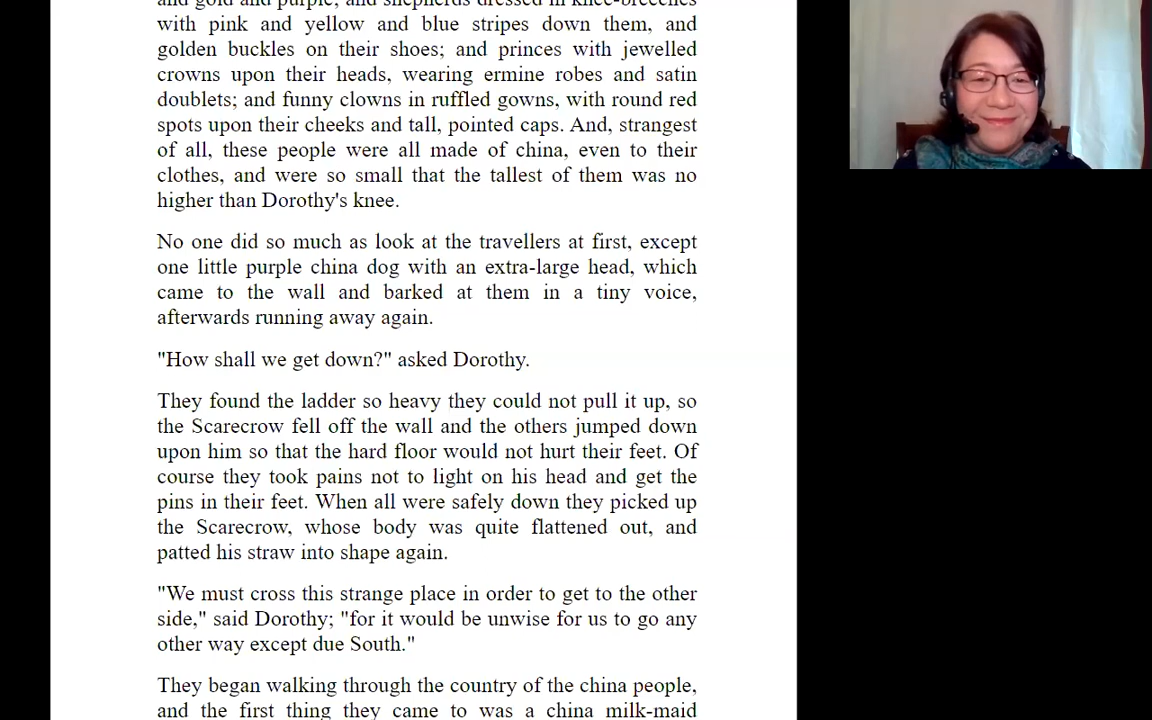 and gold and purple; and shepherds dressed in knee-breeches
with pink and yellow and blue stripes down them, and
golden buckles on their shoes; and princes with jewelled
crowns upon their heads, wearing ermine robes and satin
doublets; and funny clowns in ruffled gowns, with round red
spots upon their cheeks and tall, pointed caps. And, strangest
of all, these people were all made of china, even to their
clothes, and were so small that the tallest of them was no
higher than Dorothy's knee.
No one did so much as look at the travellers at first, except
one little purple china dog with an extra-large head, which
came to the wall and barked at them in a tiny voice,
afterwards running away again.
"How shall we get down?" asked Dorothy.
They found the ladder so heavy they could not pull it up, so
the Scarecrow fell off the wall and the others jumped down
upon him so that the hard floor would not hurt their feet. Of
course they took pains not to light on his head and get the
pins in their feet. When all were safely down they picked up
the Scarecrow, whose body was quite flattened out, and
patted his straw into shape again.
"We must cross this strange place in order to get to the other
side," said Dorothy; "for it would be unwise for us to go any
other way except due South."
They began walking through the country of the china people,
and the first thing they came to was a china milk-maid